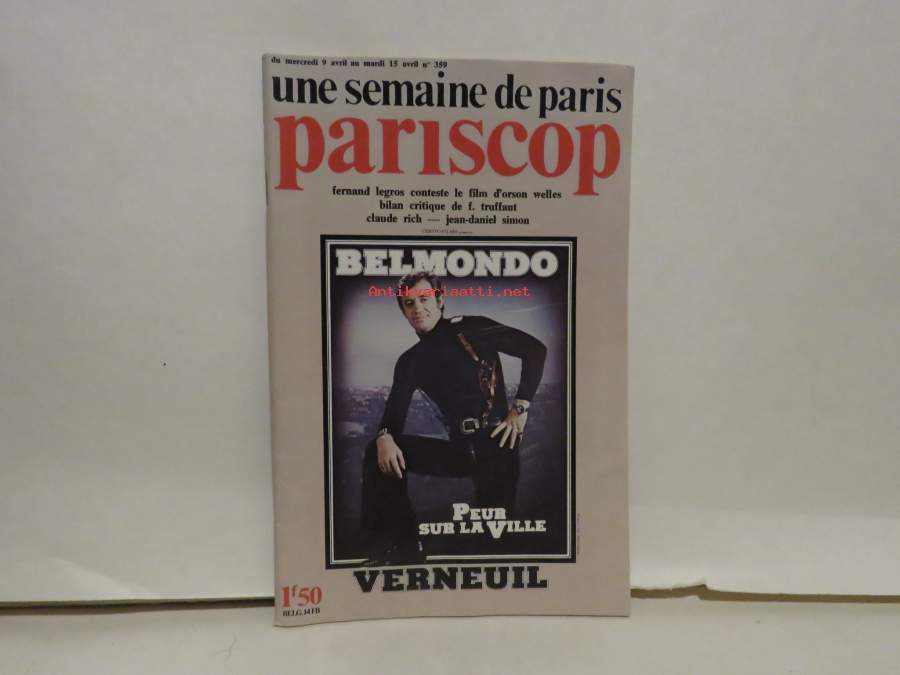 du mercredi 9 avril au mardi 15 avril n° 359
une semaine de paris
pariscop
fernand legros conteste le film d'orson welles
bilan critique de f. truffaut
claude rich — jean-daniel simon
BELMONDO
Antikvariaatti.net
PEUR
SUR LA VILLE
VERNEUIL
1F50
BELG. 14 FB